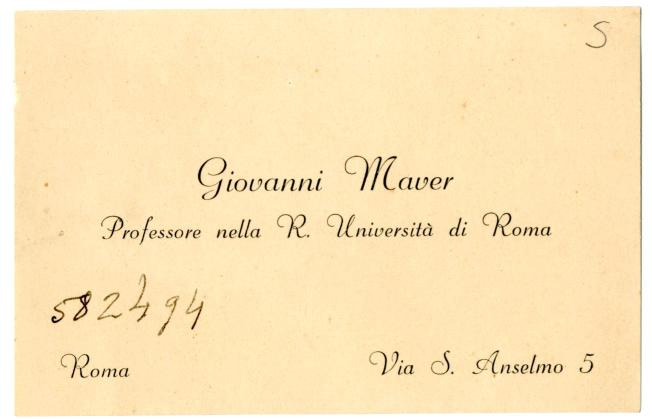 S
Giovanni Maver
Professore nella R. Università di Roma
582494
Roma
Via S. Anselmo 5